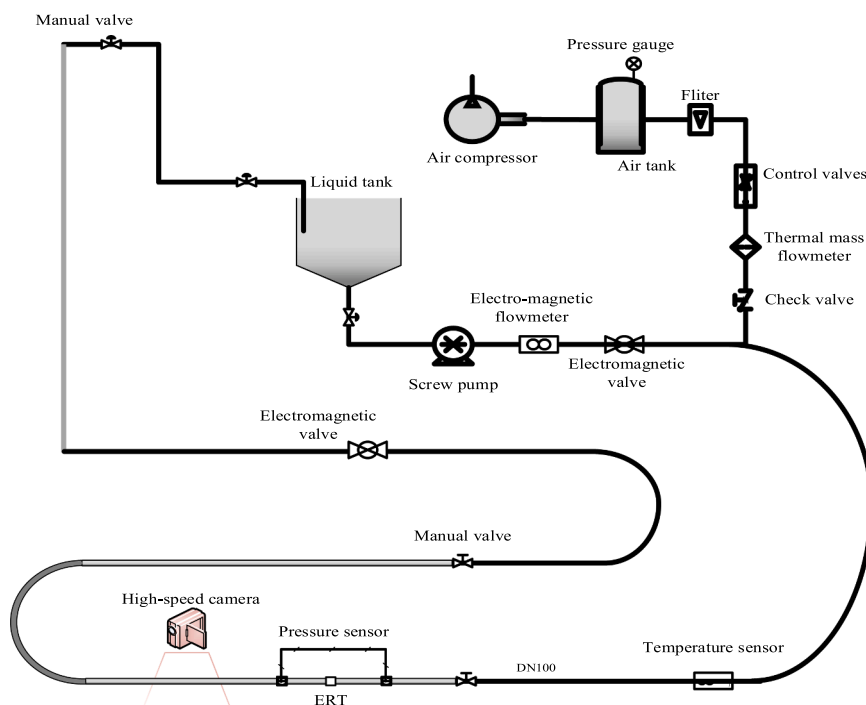 Manual valve
Pressure gauge
Fliter
Air compressor
Air tank
Liquid tank
Control valves
Thermal mass
flowmeter
Electro-magnetic
flowmeter
Check valve
Screw pump
Electromagnetic
valve
Electromagnetic
valve
Manual valve
High-speed camera
Pressure sensor
Temperature sensor
DN100
ERT